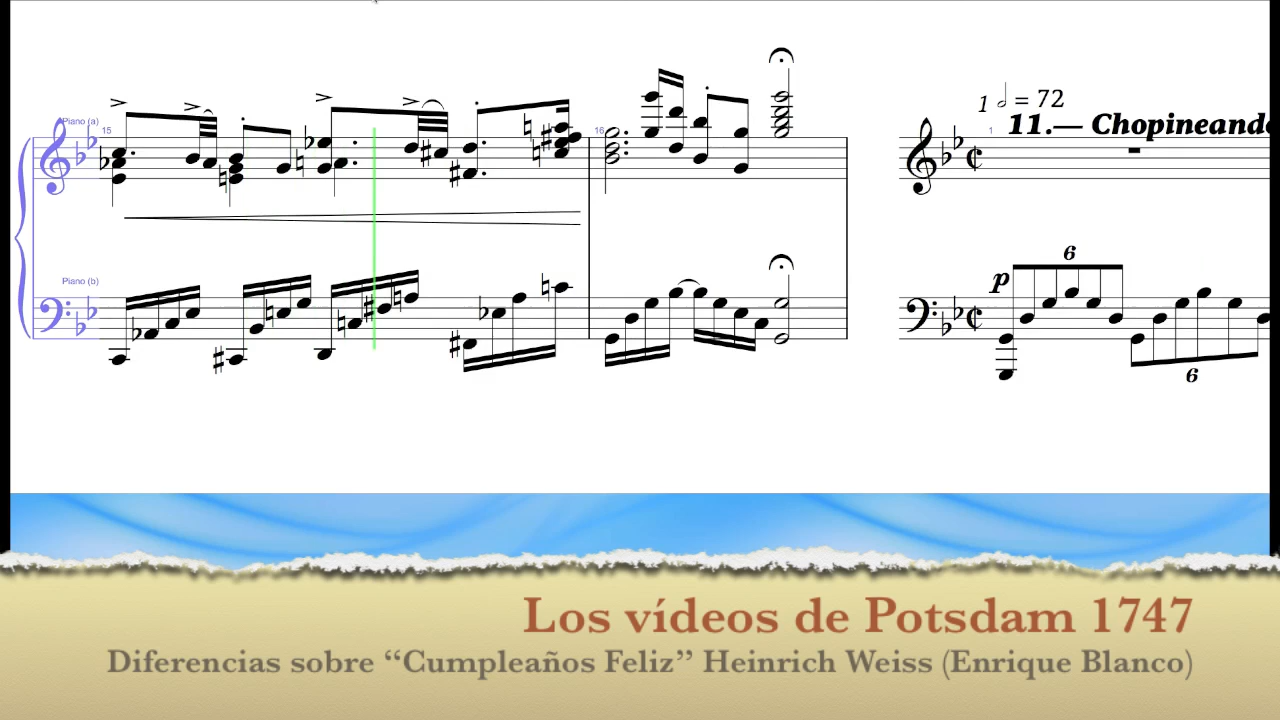 Piano (a)
15
16
1 𝅗𝅥 = 72
1
11.— Chopineando
Piano (b)
6
p
6
Los vídeos de Potsdam 1747
Diferencias sobre “Cumpleaños Feliz” Heinrich Weiss (Enrique Blanco)